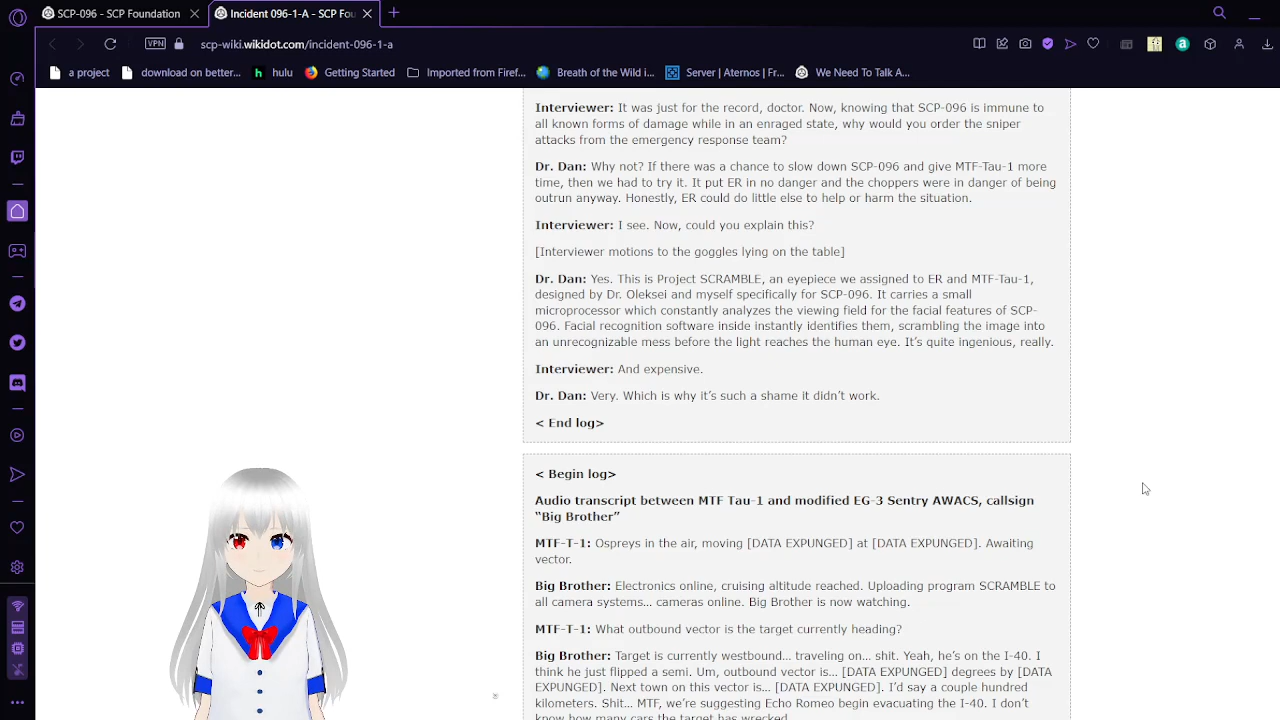 SCP-096 - SCP Foundation
Incident 096-1-A - SCP Fou
VPN
scp-wiki.wikidot.com/incident-096-1-a
a project
download on better...
hulu
Getting Started
Imported from Firef...
Breath of the Wild i...
Server | Aternos | Fr...
We Need To Talk A...
Interviewer: It was just for the record, doctor. Now, knowing that SCP-096 is immune to
all known forms of damage while in an enraged state, why would you order the sniper
attacks from the emergency response team?
Dr. Dan: Why not? If there was a chance to slow down SCP-096 and give MTF-Tau-1 more
time, then we had to try it. It put ER in no danger and the choppers were in danger of being
outrun anyway. Honestly, ER could do little else to help or harm the situation.
Interviewer: I see. Now, could you explain this?
[Interviewer motions to the goggles lying on the table]
Dr. Dan: Yes. This is Project SCRAMBLE, an eyepiece we assigned to ER and MTF-Tau-1,
designed by Dr. Oleksei and myself specifically for SCP-096. It carries a small
microprocessor which constantly analyzes the viewing field for the facial features of SCP-
096. Facial recognition software inside instantly identifies them, scrambling the image into
an unrecognizable mess before the light reaches the human eye. It's quite ingenious, really.
Interviewer: And expensive.
Dr. Dan: Very. Which is why it's such a shame it didn't work.
< End log>
< Begin log>
Audio transcript between MTF Tau-1 and modified EG-3 Sentry AWACS, callsign
“Big Brother”
MTF-T-1: Ospreys in the air, moving [DATA EXPUNGED] at [DATA EXPUNGED]. Awaiting
vector.
Big Brother: Electronics online, cruising altitude reached. Uploading program SCRAMBLE to
all camera systems… cameras online. Big Brother is now watching.
MTF-T-1: What outbound vector is the target currently heading?
Big Brother: Target is currently westbound… traveling on… shit. Yeah, he's on the I-40. I
think he just flipped a semi. Um, outbound vector is… [DATA EXPUNGED] degrees by [DATA
EXPUNGED]. Next town on this vector is… [DATA EXPUNGED]. I'd say a couple hundred
kilometers. Shit… MTF, we're suggesting Echo Romeo begin evacuating the I-40. I don't
know how many cars the target has wrecked